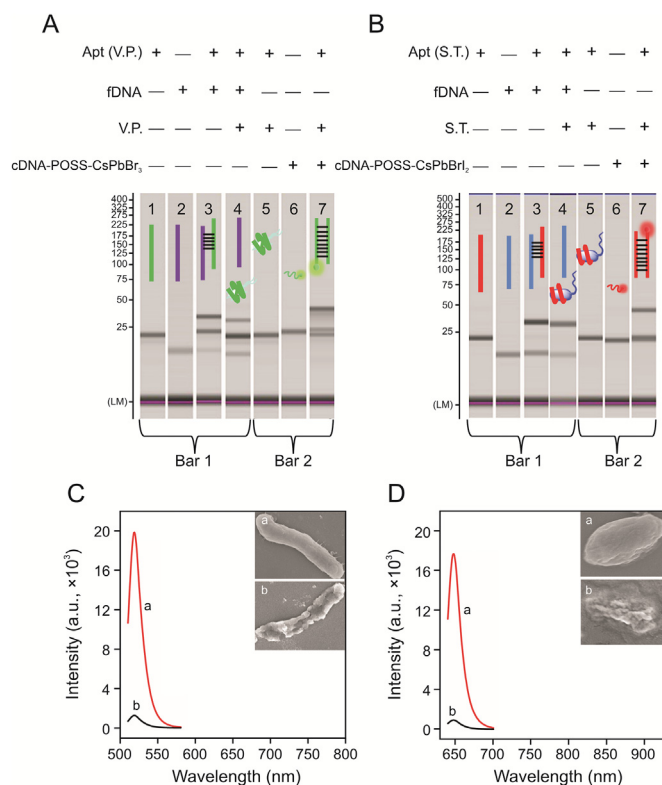 A
Apt (V.P.) + — + + + — +
fDNA — + + + — — —
V.P. — — — + + — +
cDNA-POSS-CsPbBr₃ — — — — — + +
400
325
275
225
175
150
125
100
75
50
25
(LM)
1 2 3 4 5 6 7
Bar 1 Bar 2
B
Apt (S.T.) + — + + + — +
fDNA — + + + — — —
S.T. — — — + + — +
cDNA-POSS-CsPbBrI₂ — — — — — + +
400
325
275
225
175
150
125
100
75
50
25
(LM)
1 2 3 4 5 6 7
Bar 1 Bar 2
C
Intensity (a.u., ×10³)
20
16
12
8
4
0
a
b
a
b
500 550 600 650 700 750 800
Wavelength (nm)
D
Intensity (a.u., ×10³)
20
16
12
8
4
0
a
b
a
b
650 700 750 800 850 900
Wavelength (nm)